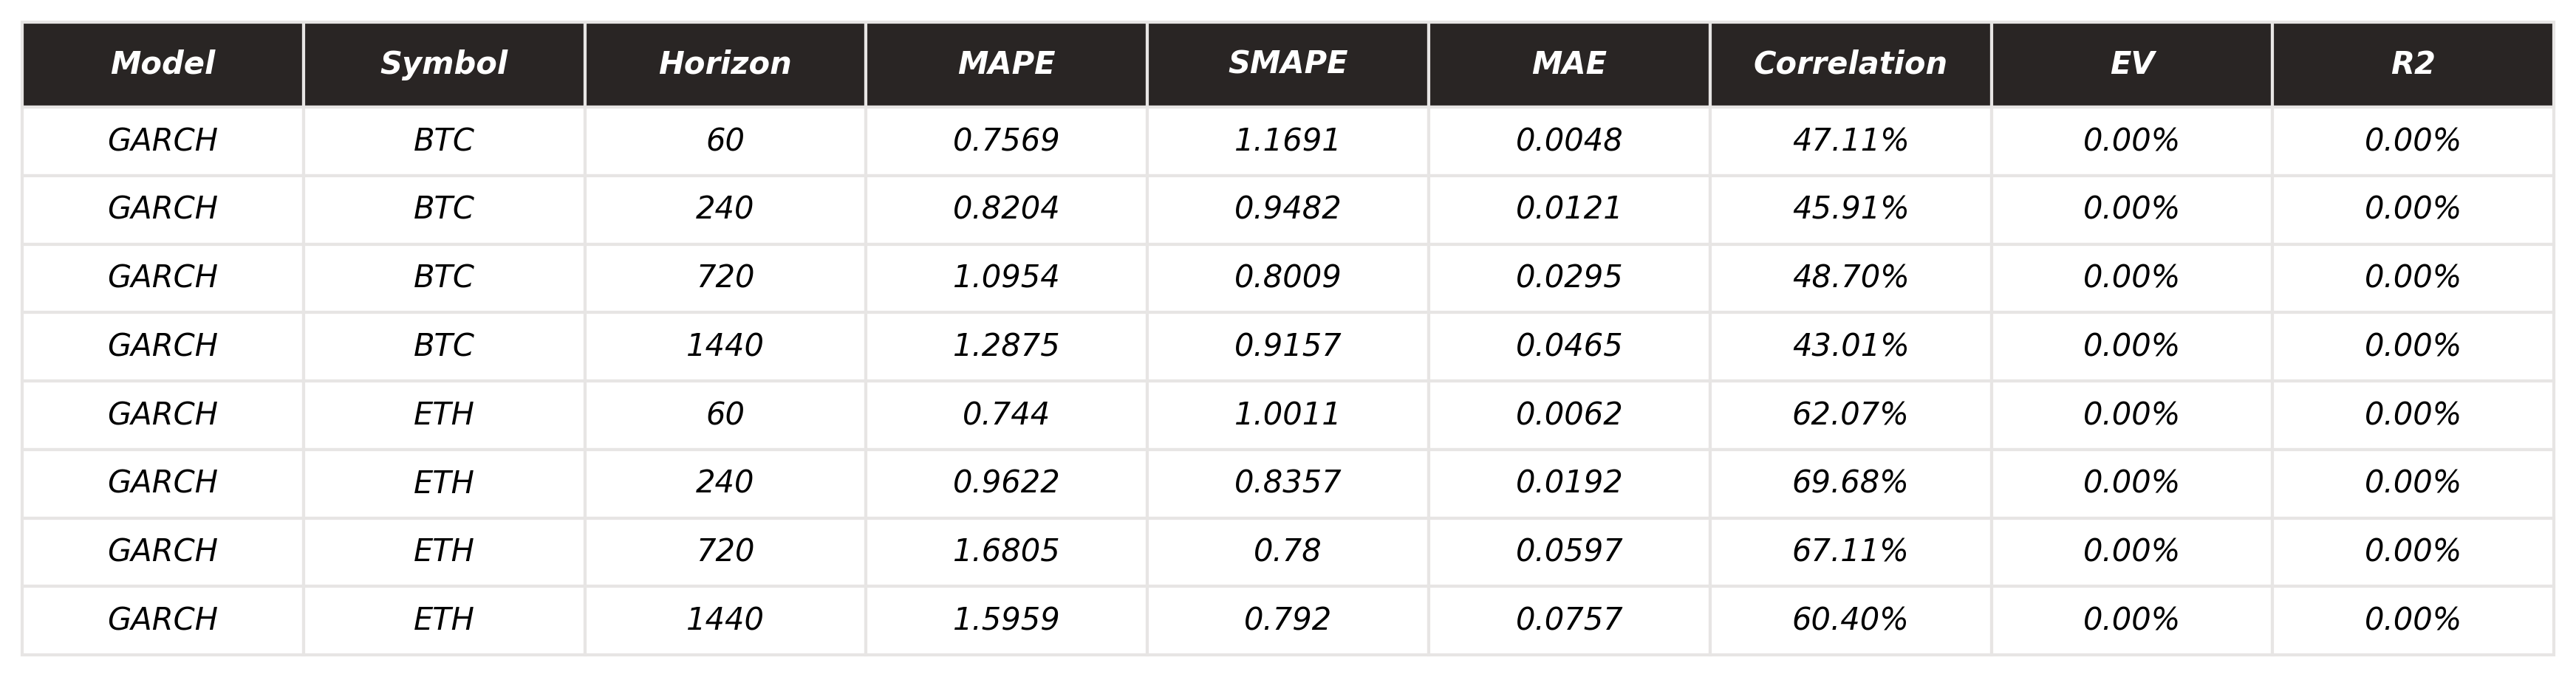 Model Symbol Horizon MAPE SMAPE MAE Correlation EV R2
GARCH BTC 60 0.7569 1.1691 0.0048 47.11% 0.00% 0.00%
GARCH BTC 240 0.8204 0.9482 0.0121 45.91% 0.00% 0.00%
GARCH BTC 720 1.0954 0.8009 0.0295 48.70% 0.00% 0.00%
GARCH BTC 1440 1.2875 0.9157 0.0465 43.01% 0.00% 0.00%
GARCH ETH 60 0.744 1.0011 0.0062 62.07% 0.00% 0.00%
GARCH ETH 240 0.9622 0.8357 0.0192 69.68% 0.00% 0.00%
GARCH ETH 720 1.6805 0.78 0.0597 67.11% 0.00% 0.00%
GARCH ETH 1440 1.5959 0.792 0.0757 60.40% 0.00% 0.00%